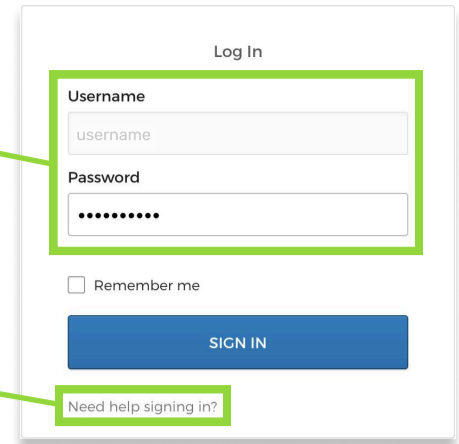 Log In
Username
username
Password
••••••••••
Remember me
SIGN IN
Need help signing in?